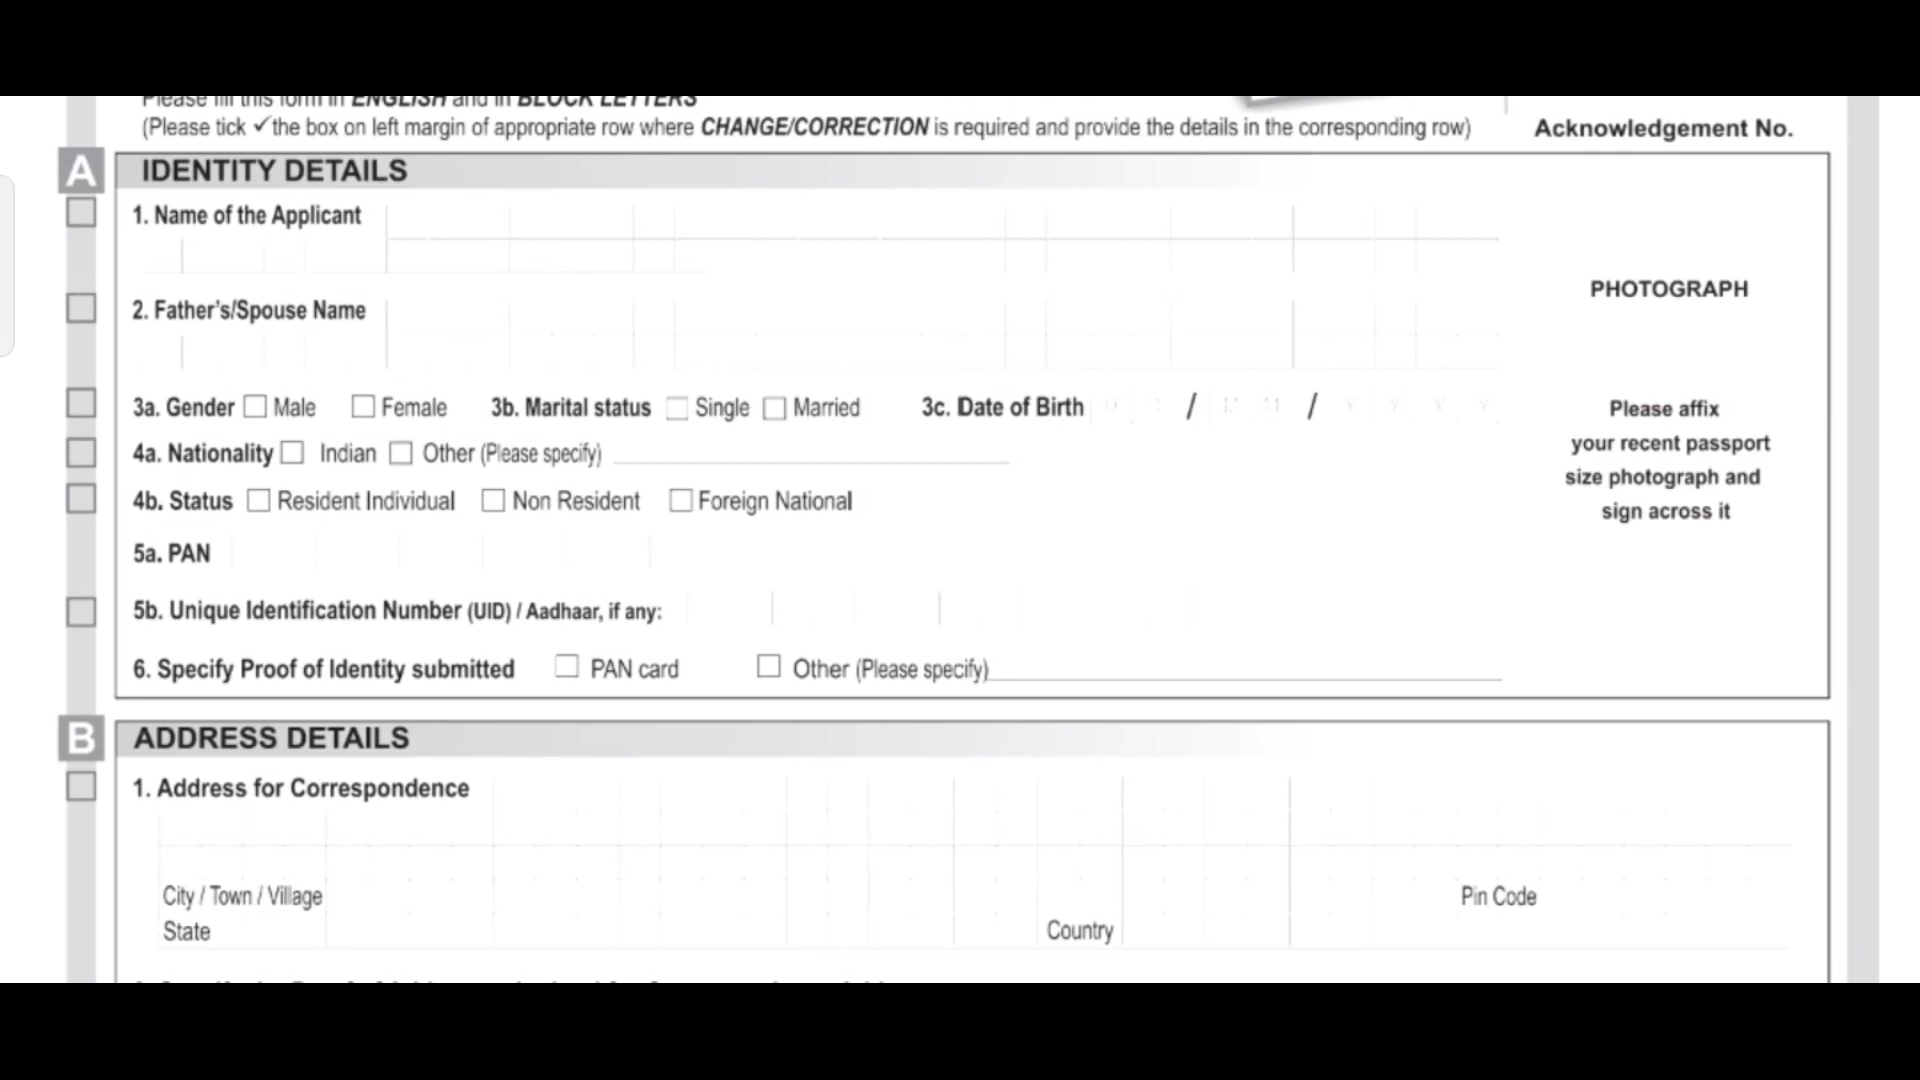 Please fill this form in ENGLISH and in BLOCK LETTERS
(Please tick ✓the box on left margin of appropriate row where CHANGE/CORRECTION is required and provide the details in the corresponding row)
Acknowledgement No.
A
IDENTITY DETAILS
1. Name of the Applicant
2. Father's/Spouse Name
PHOTOGRAPH
Please affix
your recent passport
size photograph and
sign across it
3a. Gender Male Female 3b. Marital status Single Married 3c. Date of Birth D D / M M / Y Y Y Y
4a. Nationality Indian Other (Please specify)
4b. Status Resident Individual Non Resident Foreign National
5a. PAN
5b. Unique Identification Number (UID) / Aadhaar, if any:
6. Specify Proof of Identity submitted PAN card Other (Please specify)
B
ADDRESS DETAILS
1. Address for Correspondence
City / Town / Village Pin Code
State Country